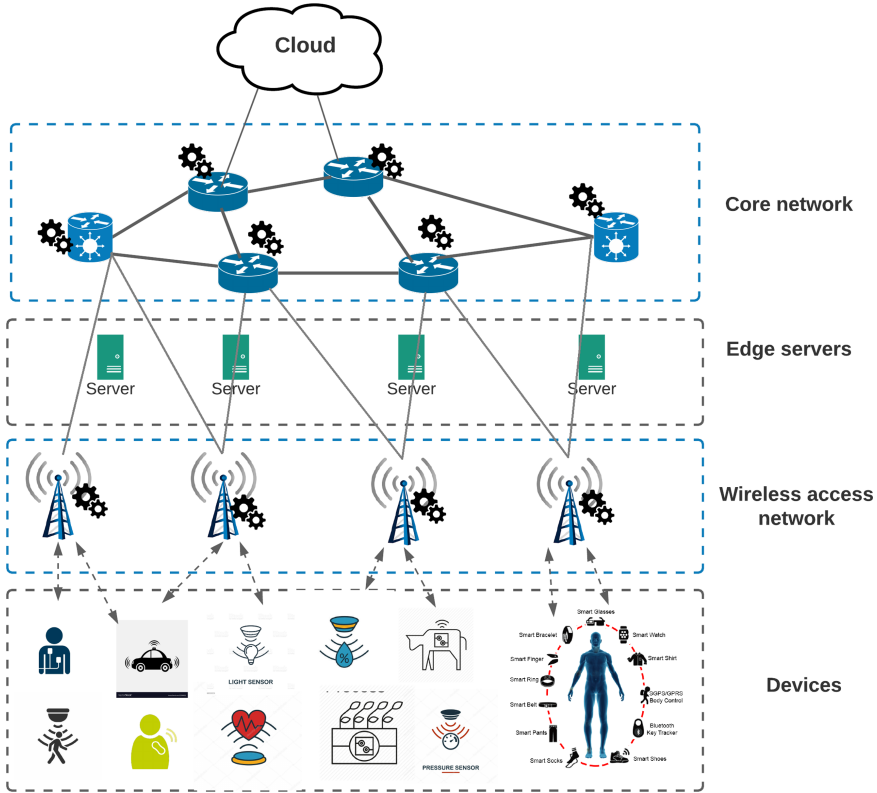 Cloud
Core network
Edge servers
Server
Server
Server
Server
Wireless access
network
Devices
LIGHT SENSOR
%
PRESSURE SENSOR
Smart Glasses
Smart Bracelet
Smart Watch
Smart Finger
Smart Shirt
Smart Ring
SGPS/GPRS
Body Control
Smart Belt
Bluetooth
Key Tracker
Smart Pants
Smart Socks
Smart Shoes